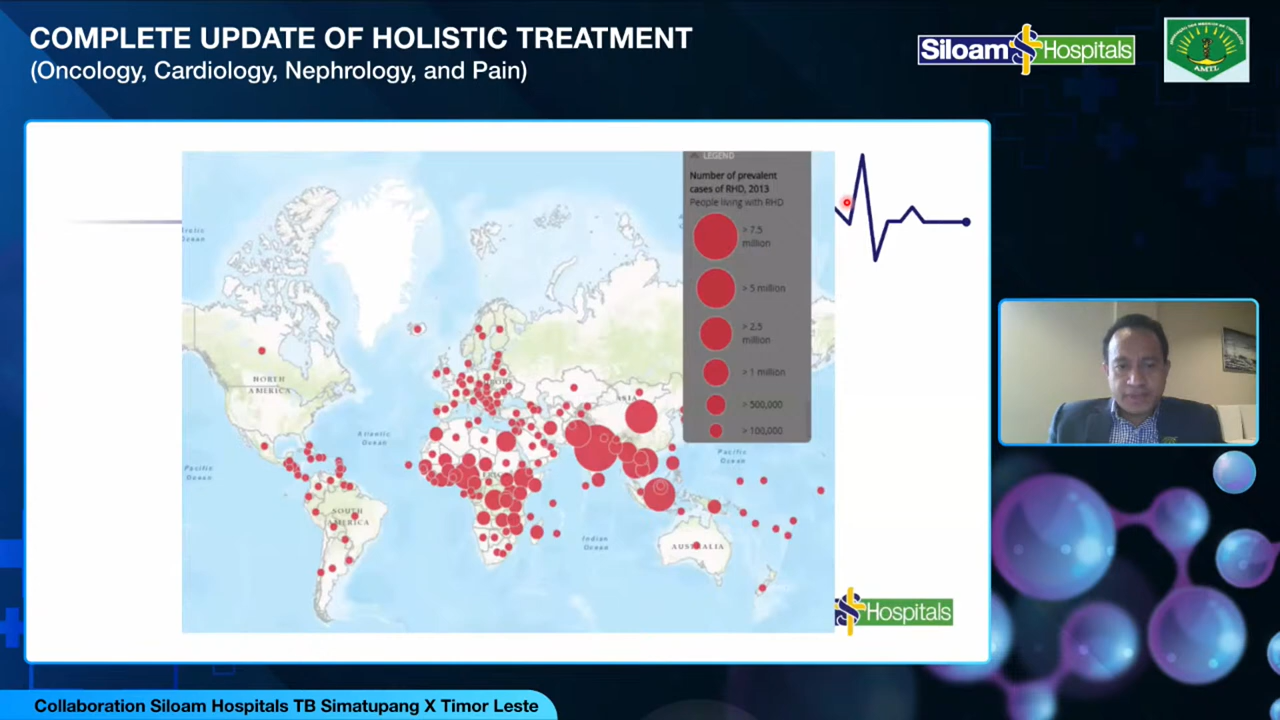 COMPLETE UPDATE OF HOLISTIC TREATMENT
(Oncology, Cardiology, Nephrology, and Pain)
Siloam Hospitals
AMTL
LEGEND
Number of prevalent
cases of RHD, 2013
People living with RHD
> 7.5
million
> 5 million
> 2.5
million
> 1 million
> 500,000
> 100,000
Ocean
NORTH
AMERICA
Atlantic
Ocean
Pacific
Ocean
ASIA
Pacific
Ocean
SOUTH
AMERICA
Indian
Ocean
AUSTRALIA
Hospitals
Collaboration Siloam Hospitals TB Simatupang X Timor Leste